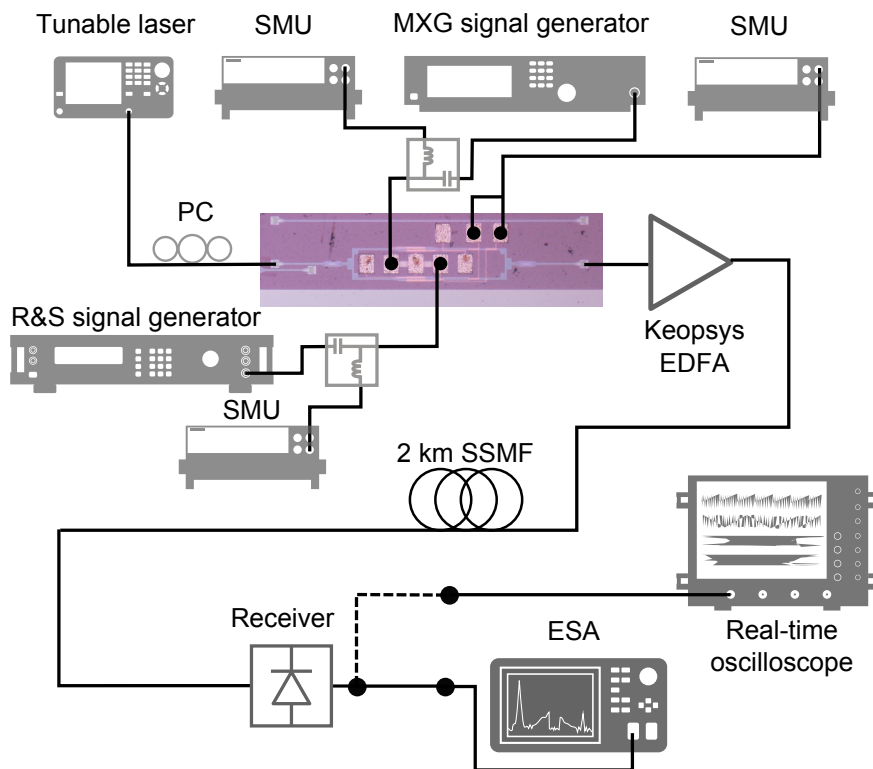 Tunable laser
SMU
MXG signal generator
SMU
PC
R&S signal generator
Keopsys
EDFA
SMU
2 km SSMF
Receiver
ESA
Real-time
oscilloscope